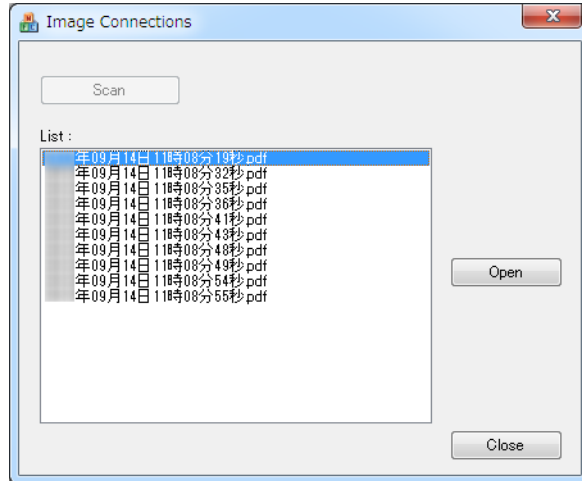 Image Connections
Scan
List :
年09月14日11時08分19秒.pdf
年09月14日11時08分32秒.pdf
年09月14日11時08分35秒.pdf
年09月14日11時08分36秒.pdf
年09月14日11時08分41秒.pdf
年09月14日11時08分43秒.pdf
年09月14日11時08分48秒.pdf
年09月14日11時08分49秒.pdf
年09月14日11時08分54秒.pdf
年09月14日11時08分55秒.pdf
Open
Close